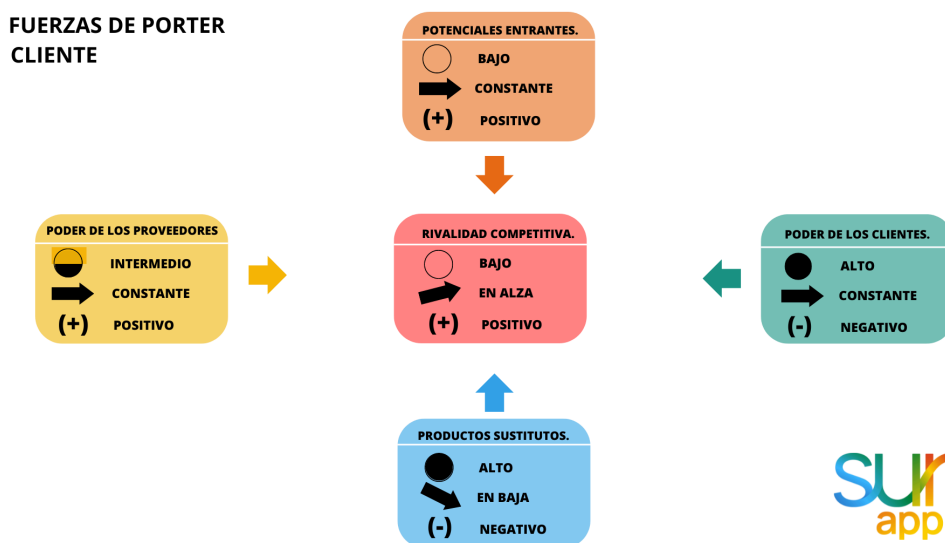 FUERZAS DE PORTER
CLIENTE
POTENCIALES ENTRANTES.
BAJO
CONSTANTE
(+) POSITIVO
PODER DE LOS PROVEEDORES
INTERMEDIO
CONSTANTE
(+) POSITIVO
RIVALIDAD COMPETITIVA.
BAJO
EN ALZA
(+) POSITIVO
PODER DE LOS CLIENTES.
ALTO
CONSTANTE
(-) NEGATIVO
PRODUCTOS SUSTITUTOS.
ALTO
EN BAJA
(-) NEGATIVO
app